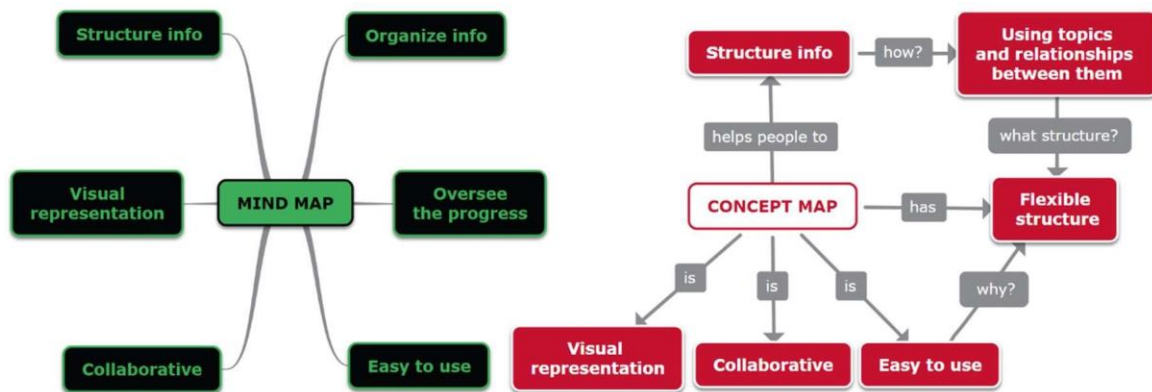 Structure info
Organize info
Visual
representation
MIND MAP
Oversee
the progress
Collaborative
Easy to use
Structure info
how?
Using topics
and relationships
between them
helps people to
what structure?
CONCEPT MAP
has
Flexible
structure
is
is
is
why?
Visual
representation
Collaborative
Easy to use